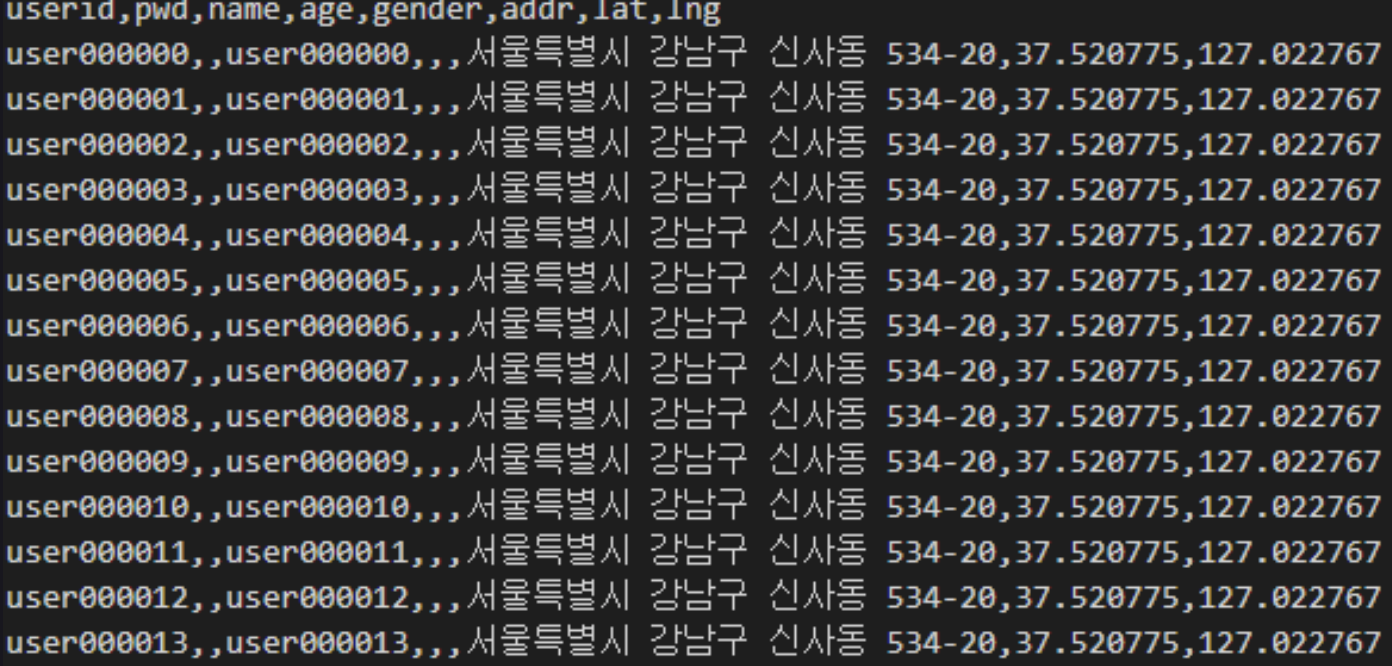 userid,pwd,name,age,gender,addr,lat,lng
user000000,,user000000,,,서울특별시 강남구 신사동 534-20,37.520775,127.022767
user000001,,user000001,,,서울특별시 강남구 신사동 534-20,37.520775,127.022767
user000002,,user000002,,,서울특별시 강남구 신사동 534-20,37.520775,127.022767
user000003,,user000003,,,서울특별시 강남구 신사동 534-20,37.520775,127.022767
user000004,,user000004,,,서울특별시 강남구 신사동 534-20,37.520775,127.022767
user000005,,user000005,,,서울특별시 강남구 신사동 534-20,37.520775,127.022767
user000006,,user000006,,,서울특별시 강남구 신사동 534-20,37.520775,127.022767
user000007,,user000007,,,서울특별시 강남구 신사동 534-20,37.520775,127.022767
user000008,,user000008,,,서울특별시 강남구 신사동 534-20,37.520775,127.022767
user000009,,user000009,,,서울특별시 강남구 신사동 534-20,37.520775,127.022767
user000010,,user000010,,,서울특별시 강남구 신사동 534-20,37.520775,127.022767
user000011,,user000011,,,서울특별시 강남구 신사동 534-20,37.520775,127.022767
user000012,,user000012,,,서울특별시 강남구 신사동 534-20,37.520775,127.022767
user000013,,user000013,,,서울특별시 강남구 신사동 534-20,37.520775,127.022767